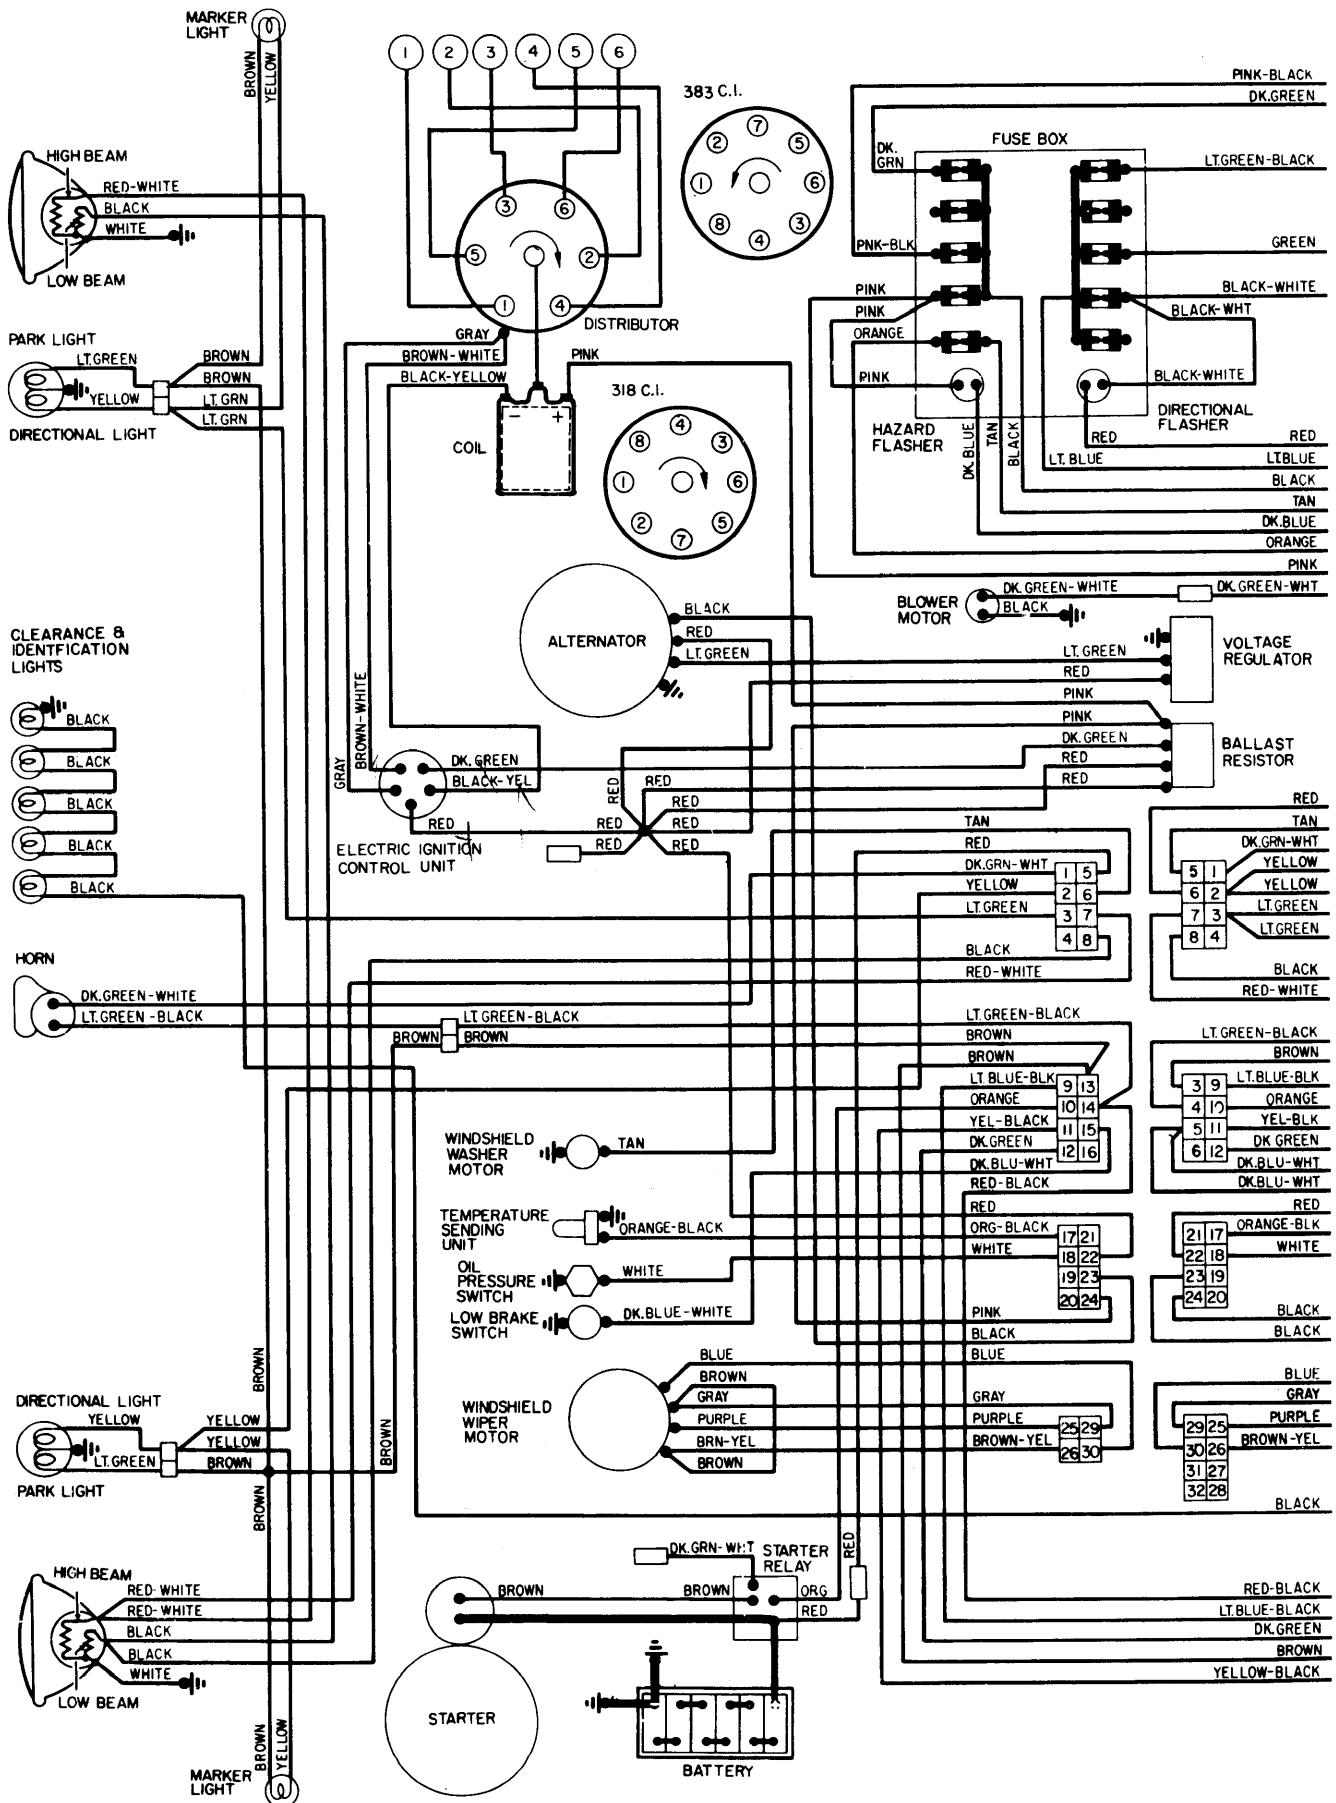 MARKER
LIGHT
BROWN
YELLOW
1 2 3 4 5 6
383 C.I.
7
2 5
1 6
8 3
4
PINK-BLACK
DK.GREEN
FUSE BOX
DK.
GRN
LT.GREEN-BLACK
PNK-BLK
GREEN
PINK
BLACK-WHITE
PINK
BLACK-WHT
ORANGE
PINK
BLACK-WHITE
HAZARD
FLASHER
DIRECTIONAL
FLASHER
DK.BLUE
TAN
BLACK
RED
RED
LT. BLUE
LT.BLUE
BLACK
TAN
DK.BLUE
ORANGE
PINK
HIGH BEAM
RED-WHITE
BLACK
WHITE
LOW BEAM
3 6
5 2
1 4
DISTRIBUTOR
GRAY
BROWN-WHITE
BLACK-YELLOW
PINK
- +
COIL
318 C.I.
4
8 3
1 6
2 5
7
PARK LIGHT
LT.GREEN
YELLOW
BROWN
BROWN
LT. GRN
LT. GRN
DIRECTIONAL LIGHT
BLOWER
MOTOR
DK. GREEN-WHITE
DK. GREEN-WHT
BLACK
ALTERNATOR
BLACK
RED
LT. GREEN
LT. GREEN
RED
VOLTAGE
REGULATOR
PINK
PINK
DK. GREEN
RED
RED
BALLAST
RESISTOR
CLEARANCE &
IDENTFICATION
LIGHTS
BLACK
BLACK
BLACK
BLACK
BLACK
BROWN-WHITE
GRAY
DK. GREEN
BLACK-YEL
RED
ELECTRIC IGNITION
CONTROL UNIT
RED
RED
RED
RED
RED
RED
RED
TAN
RED
DK.GRN-WHT
YELLOW
LT.GREEN
BLACK
RED-WHITE
1 5
2 6
3 7
4 8
5 1
6 2
7 3
8 4
RED
TAN
DK.GRN-WHT
YELLOW
YELLOW
LT.GREEN
LT.GREEN
BLACK
RED-WHITE
HORN
DK.GREEN-WHITE
LT.GREEN-BLACK
LT GREEN-BLACK
BROWN
BROWN
LT.GREEN-BLACK
BROWN
BROWN
LT.BLUE-BLK
ORANGE
YEL-BLACK
DK.GREEN
DK.BLU-WHT
RED-BLACK
9 13
10 14
11 15
12 16
3 9
4 10
5 11
6 12
LT GREEN-BLACK
BROWN
LT.BLUE-BLK
ORANGE
YEL-BLK
DK GREEN
DK.BLU-WHT
DK.BLU-WHT
WINDSHIELD
WASHER
MOTOR
TAN
TEMPERATURE
SENDING
UNIT
ORANGE-BLACK
OIL
PRESSURE
SWITCH
WHITE
LOW BRAKE
SWITCH
DK.BLUE-WHITE
RED
ORG-BLACK
WHITE
PINK
BLACK
17 21
18 22
19 23
20 24
21 17
22 18
23 19
24 20
RED
ORANGE-BLK
WHITE
BLACK
BLACK
WINDSHIELD
WIPER
MOTOR
BLUE
BROWN
GRAY
PURPLE
BRN-YEL
BROWN
BLUE
GRAY
PURPLE
BROWN-YEL
25 29
26 30
29 25
30 26
31 27
32 28
BLUE
GRAY
PURPLE
BROWN-YEL
BLACK
BROWN
DIRECTIONAL LIGHT
YELLOW
LT.GREEN
YELLOW
YELLOW
BROWN
BROWN
PARK LIGHT
BROWN
HIGH BEAM
RED-WHITE
RED-WHITE
BLACK
BLACK
WHITE
LOW BEAM
BROWN
YELLOW
MARKER
LIGHT
DK.GRN-WHT
STARTER
RELAY
RED
BROWN
BROWN
ORG
RED
STARTER
BATTERY
RED-BLACK
LT.BLUE-BLACK
DK.GREEN
BROWN
YELLOW-BLACK